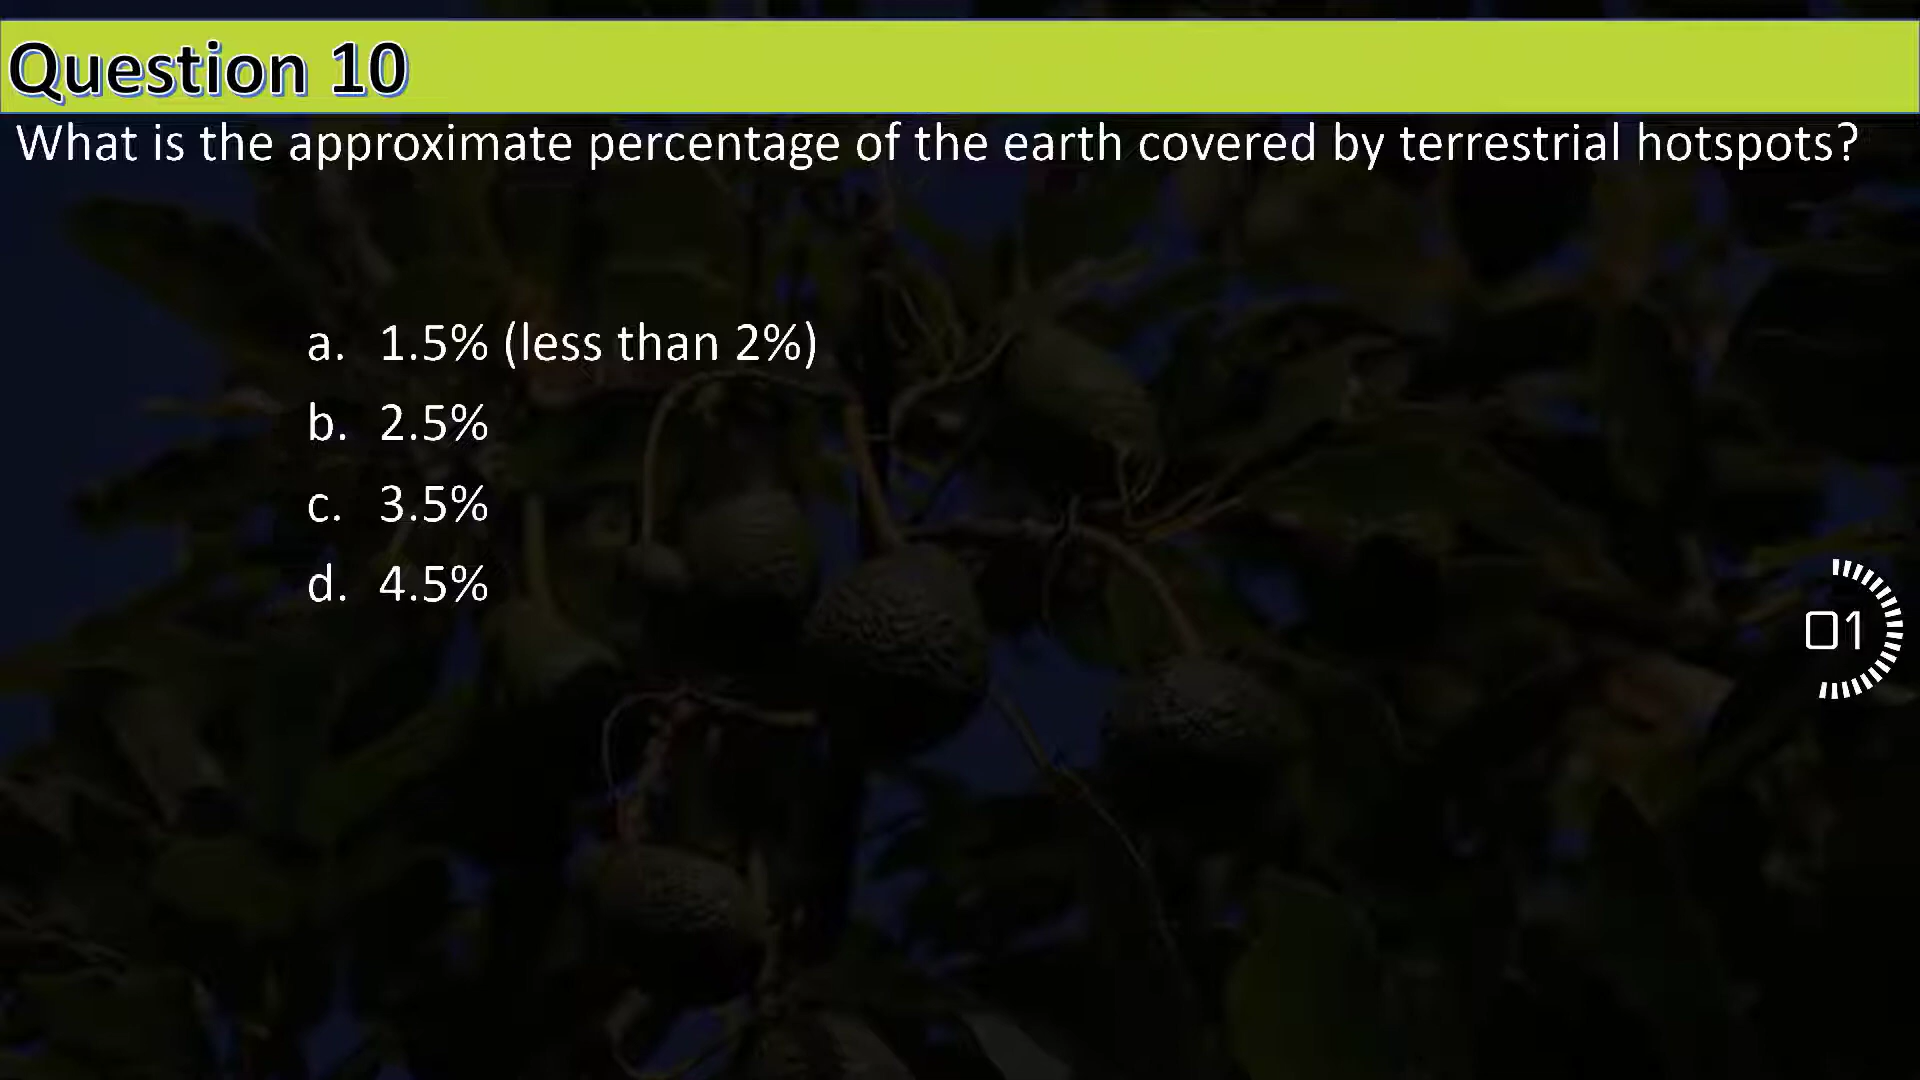 Question 10
What is the approximate percentage of the earth covered by terrestrial hotspots?
a. 1.5% (less than 2%)
b. 2.5%
c. 3.5%
d. 4.5%
01